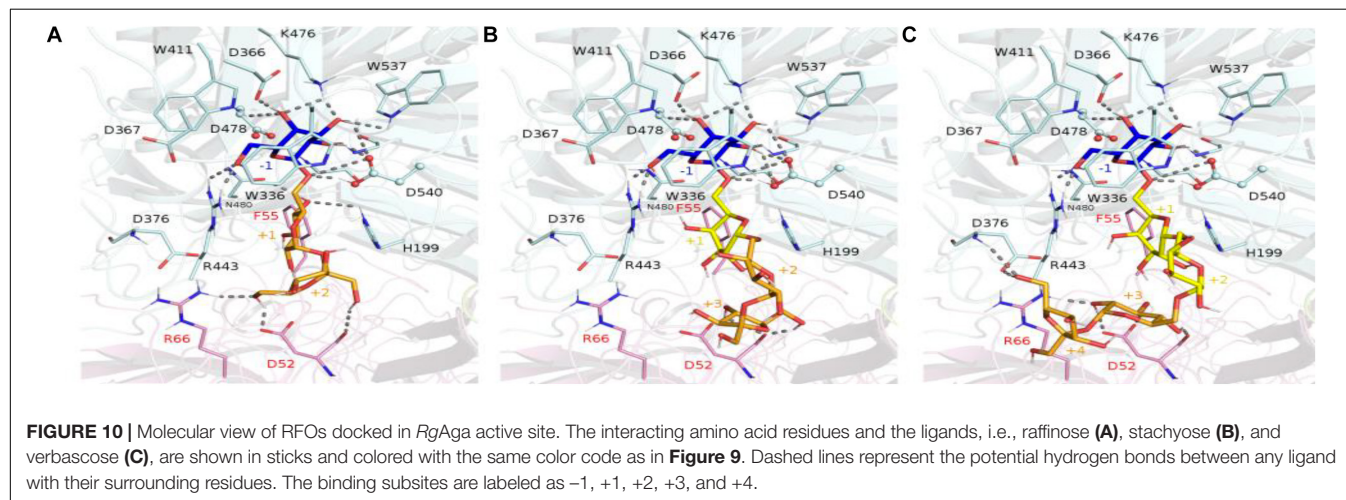 A
W411
D366
K476
W537
D367
D478
-1
D540
W336
N480
F55
D376
+1
H199
R443
+2
R66
D52
B
W411
D366
K476
W537
D367
D478
-1
D540
W336
N480
F55
D376
+1
H199
R443
+2
+3
R66
D52
C
W411
D366
K476
W537
D367
D478
-1
D540
W336
N480
+1
F55
D376
H199
R443
+2
+3
R66
+4
D52
FIGURE 10 | Molecular view of RFOs docked in RgAga active site. The interacting amino acid residues and the ligands, i.e., raffinose (A), stachyose (B), and
verbascose (C), are shown in sticks and colored with the same color code as in Figure 9. Dashed lines represent the potential hydrogen bonds between any ligand
with their surrounding residues. The binding subsites are labeled as –1, +1, +2, +3, and +4.